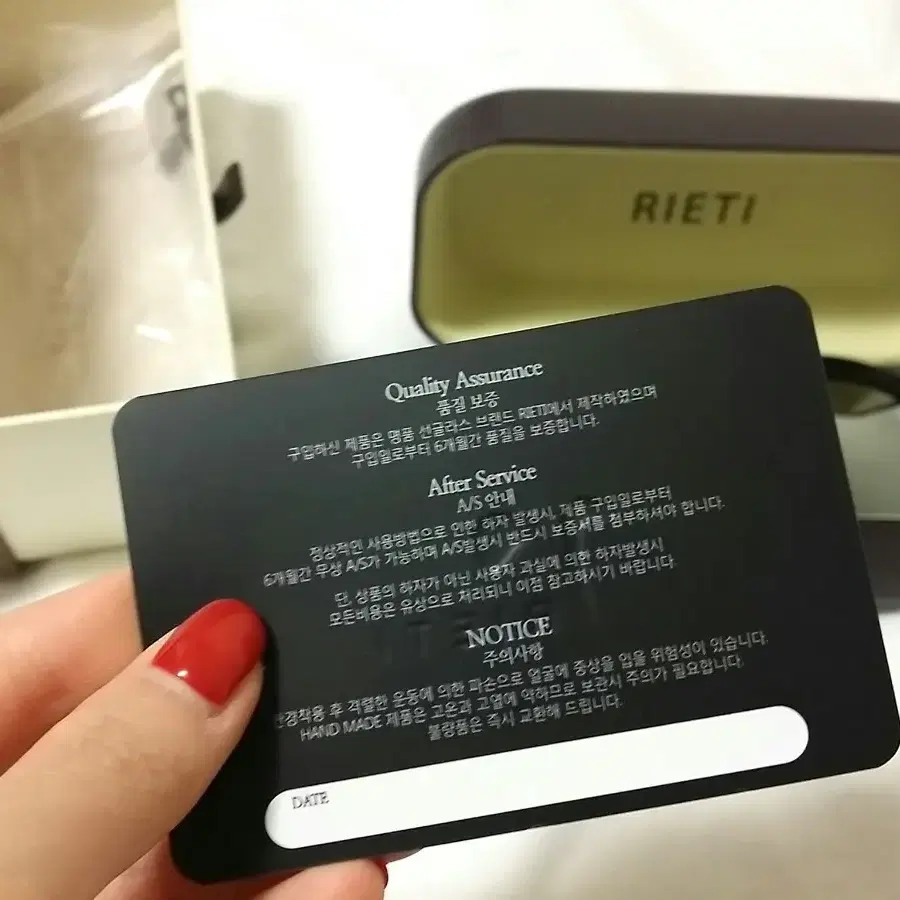 RIETI
Quality Assurance
품질 보증
구입하신 제품은 명품 선글라스 브랜드 RIETI에서 제작하였으며
구입일로부터 6개월간 품질을 보증합니다.
After Service
A/S 안내
정상적인 사용방법으로 인한 하자 발생시, 제품 구입일로부터
6개월간 무상 A/S가 가능하며 A/S발생시 반드시 보증서를 첨부하셔야 합니다.
단, 상품의 하자가 아닌 사용자 과실에 의한 하자발생시
모든비용은 유상으로 처리되니 이점 참고하시기 바랍니다.
NOTICE
주의사항
후 격렬한 운동에 의한 파손으로 얼굴에 중상을 입을 위험성이 있습니다.
HAND MADE 제품은 고온과 고열에 약하므로 보관시 주의가 필요합니다.
불량품은 즉시 교환해 드립니다.
DATE